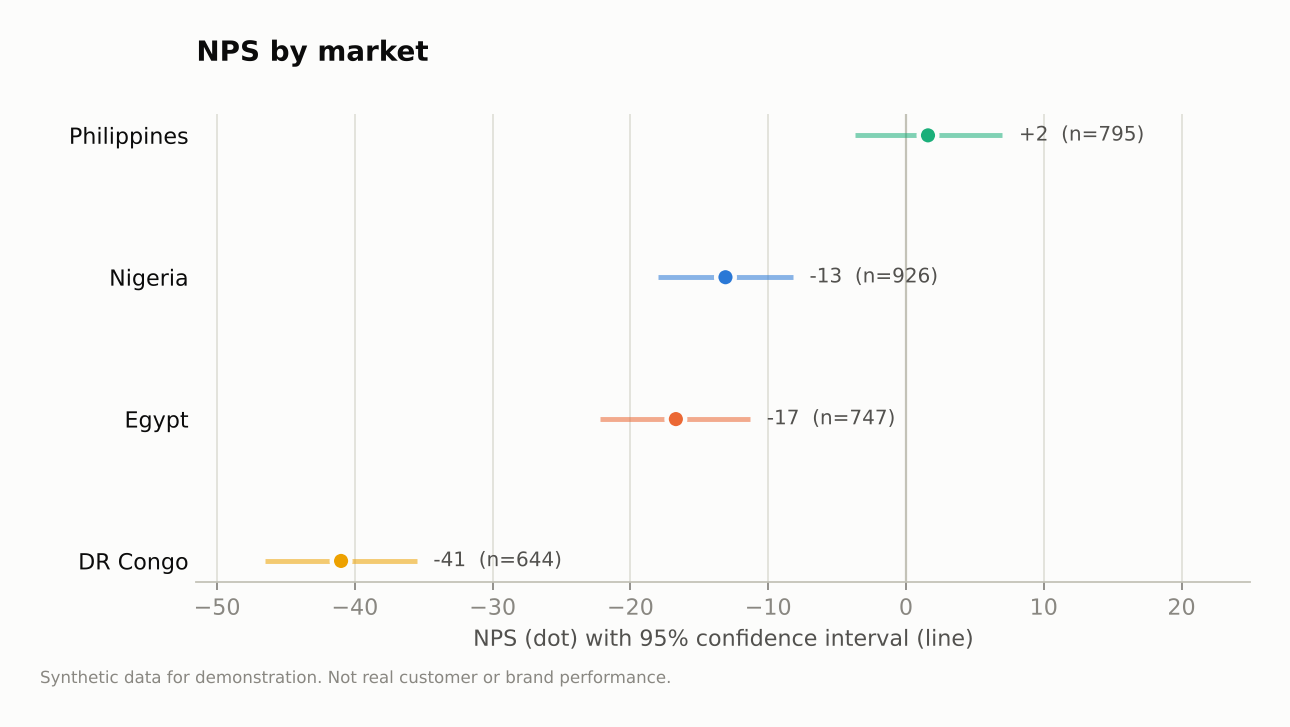 NPS by market
Philippines
+2 (n=795)
Nigeria
-13 (n=926)
Egypt
-17 (n=747)
DR Congo
-41 (n=644)
−50 −40 −30 −20 −10 0 10 20
NPS (dot) with 95% confidence interval (line)
Synthetic data for demonstration. Not real customer or brand performance.